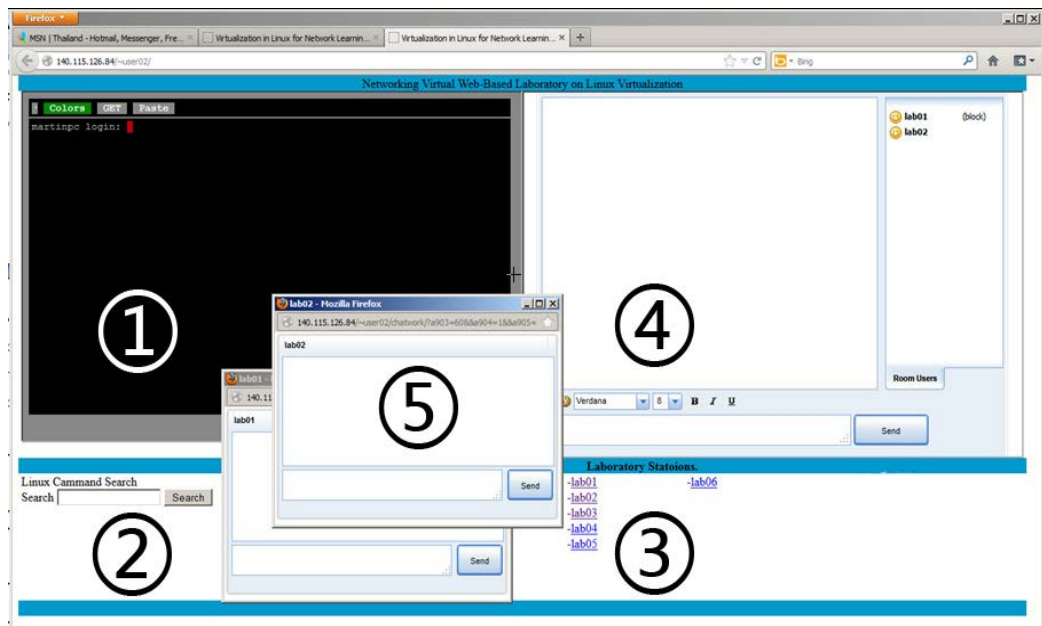 Firefox
MSN | Thailand - Hotmail, Messenger, Fre...
Virtualization in Linux for Network Learnin...
Virtualization in Linux for Network Learnin...
140.115.126.84/~user02/
Bing
Networking Virtual Web-Based Laboratory on Linux Virtualization
Colors GET Paste
martinpc login:
lab01 (block)
lab02
Room Users
①
④
lab02 - Mozilla Firefox
140.115.126.84/~user02/chatwork/?a903=608&a904=1&&a905=
lab02
⑤
Send
lab01 -
140.11
lab01
Send
Verdana 8 B I U
Send
Linux Cammand Search
Search Search
②
Laboratory Statoions.
-lab01 -lab06
-lab02
-lab03
-lab04
-lab05
③